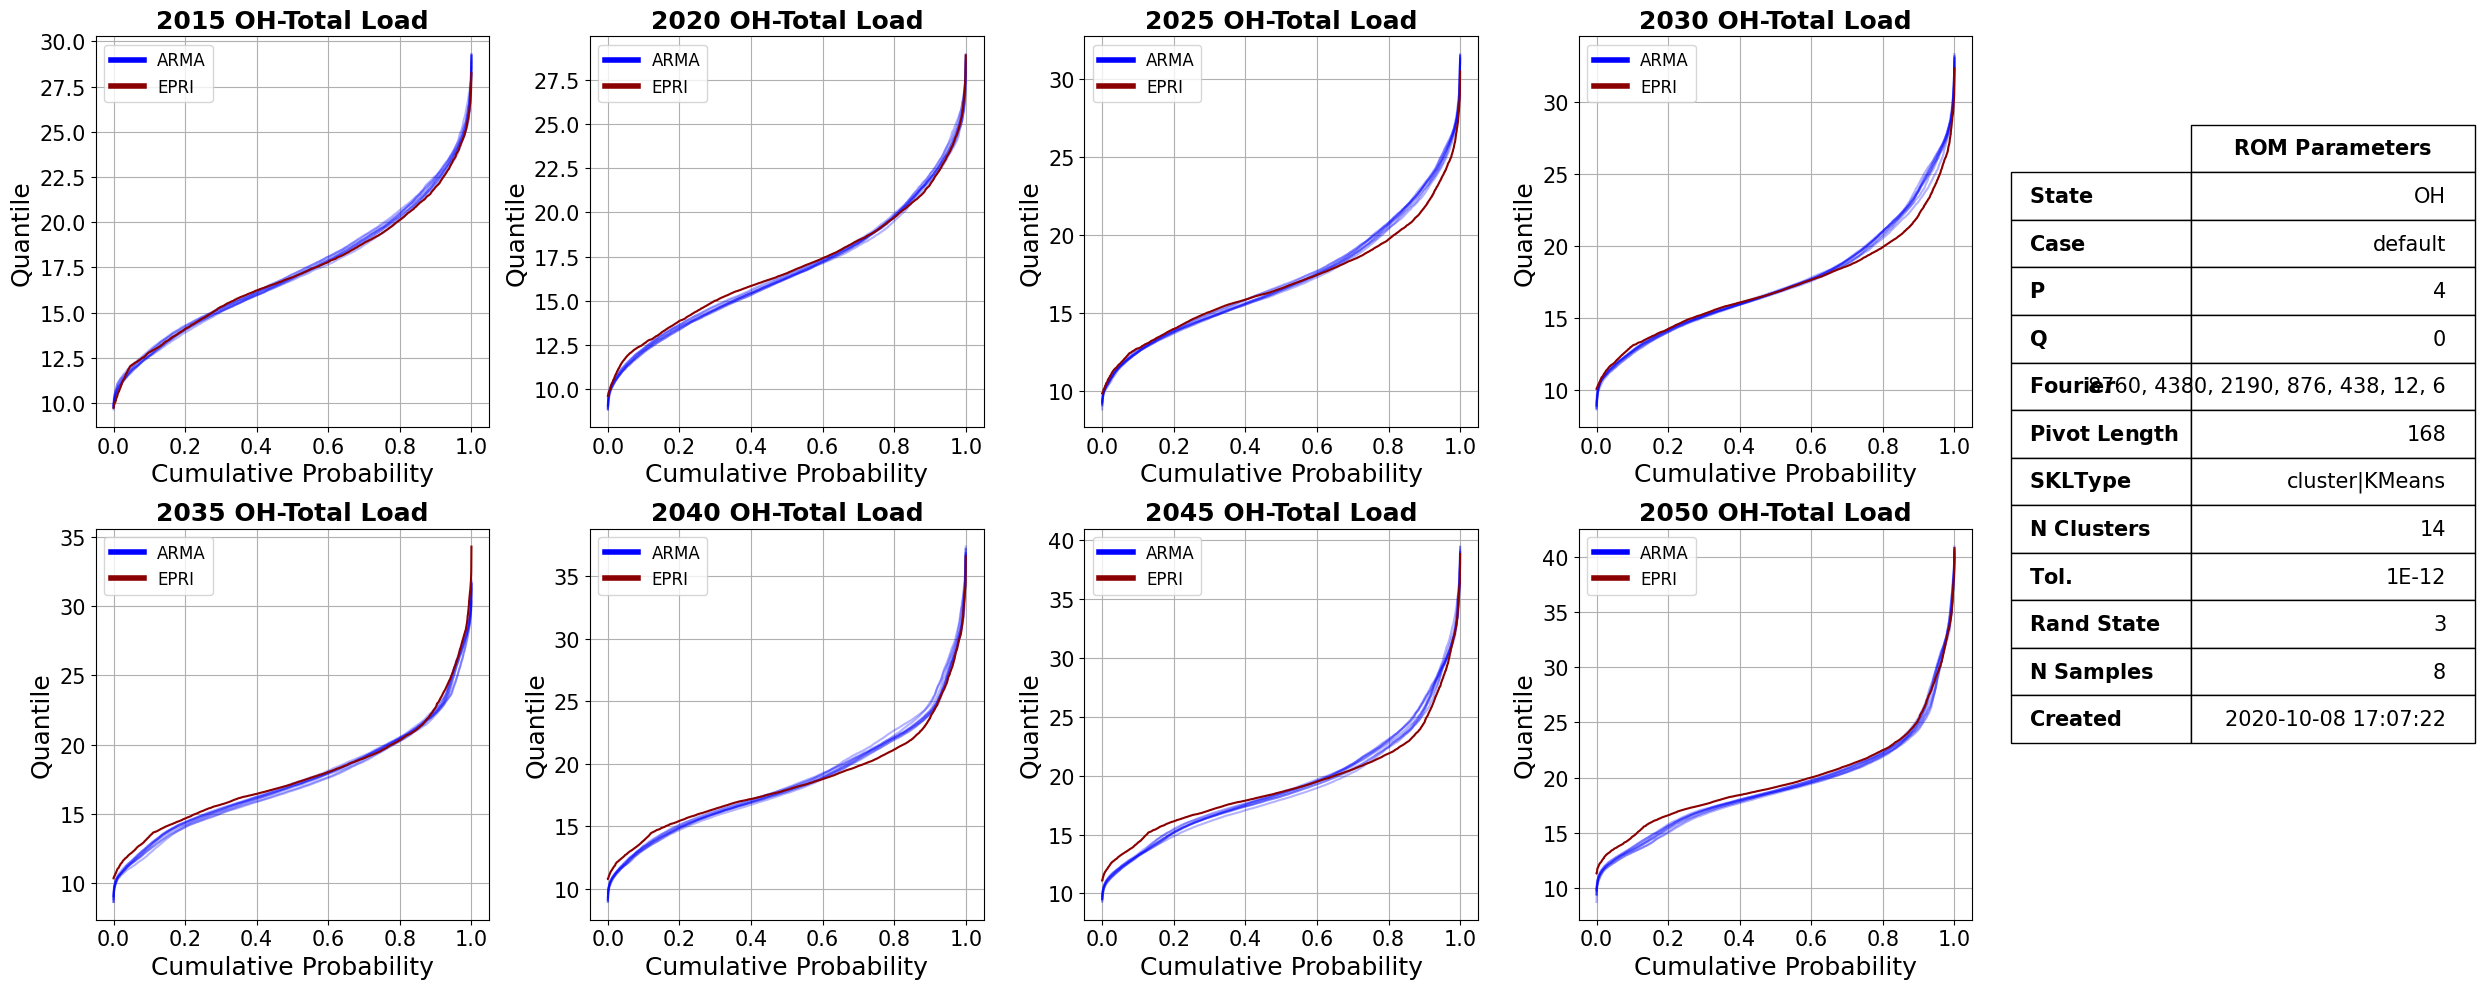 2015 OH-Total Load
30.0
27.5
25.0
22.5
20.0
17.5
15.0
12.5
10.0
Quantile
ARMA
EPRI
0.0 0.2 0.4 0.6 0.8 1.0
Cumulative Probability
2020 OH-Total Load
27.5
25.0
22.5
20.0
17.5
15.0
12.5
10.0
Quantile
ARMA
EPRI
0.0 0.2 0.4 0.6 0.8 1.0
Cumulative Probability
2025 OH-Total Load
30
25
20
15
10
Quantile
ARMA
EPRI
0.0 0.2 0.4 0.6 0.8 1.0
Cumulative Probability
2030 OH-Total Load
30
25
20
15
10
Quantile
ARMA
EPRI
0.0 0.2 0.4 0.6 0.8 1.0
Cumulative Probability
2035 OH-Total Load
35
30
25
20
15
10
Quantile
ARMA
EPRI
0.0 0.2 0.4 0.6 0.8 1.0
Cumulative Probability
2040 OH-Total Load
35
30
25
20
15
10
Quantile
ARMA
EPRI
0.0 0.2 0.4 0.6 0.8 1.0
Cumulative Probability
2045 OH-Total Load
40
35
30
25
20
15
10
Quantile
ARMA
EPRI
0.0 0.2 0.4 0.6 0.8 1.0
Cumulative Probability
2050 OH-Total Load
40
35
30
25
20
15
10
Quantile
ARMA
EPRI
0.0 0.2 0.4 0.6 0.8 1.0
Cumulative Probability
ROM Parameters
State OH
Case default
P 4
Q 0
Fourier 8760, 4380, 2190, 876, 438, 12, 6
Pivot Length 168
SKLType cluster|KMeans
N Clusters 14
Tol. 1E-12
Rand State 3
N Samples 8
Created 2020-10-08 17:07:22